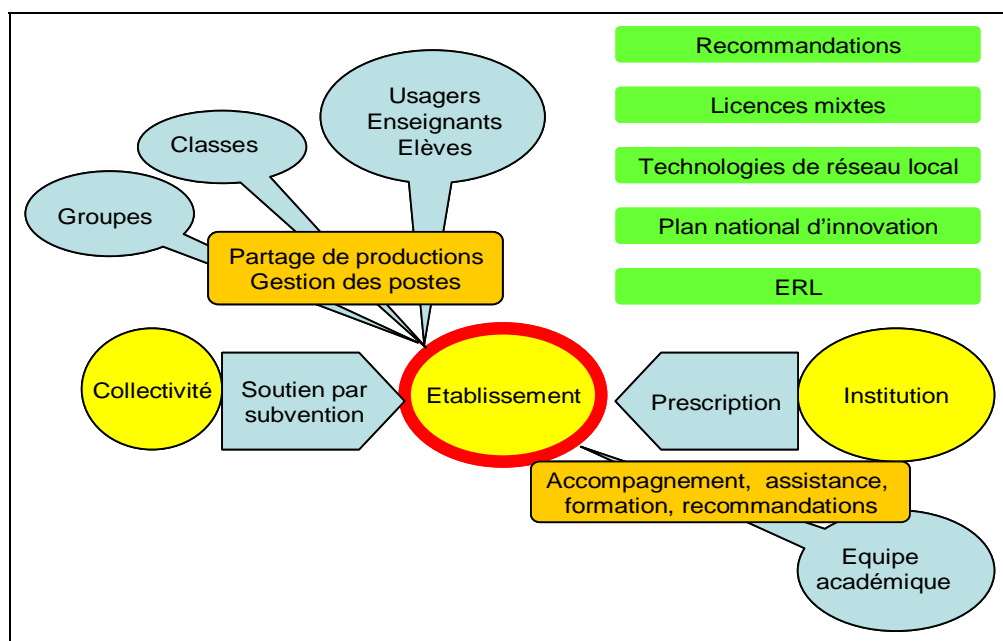 Recommandations
Usagers
Enseignants
Elèves
Licences mixtes
Classes
Technologies de réseau local
Groupes
Plan national d'innovation
Partage de productions
Gestion des postes
ERL
Collectivité
Soutien par
subvention
Etablissement
Prescription
Institution
Accompagnement, assistance,
formation, recommandations
Equipe
académique